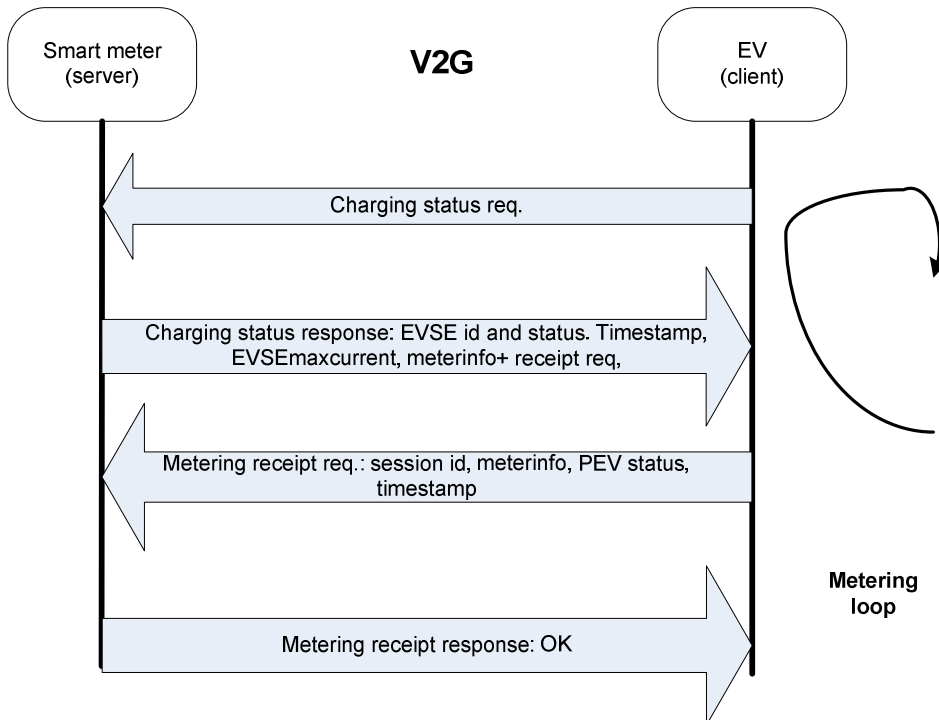 Smart meter
(server)
V2G
EV
(client)
Charging status req.
Charging status response: EVSE id and status. Timestamp,
EVSEmaxcurrent, meterinfo+ receipt req,
Metering receipt req.: session id, meterinfo, PEV status,
timestamp
Metering
loop
Metering receipt response: OK